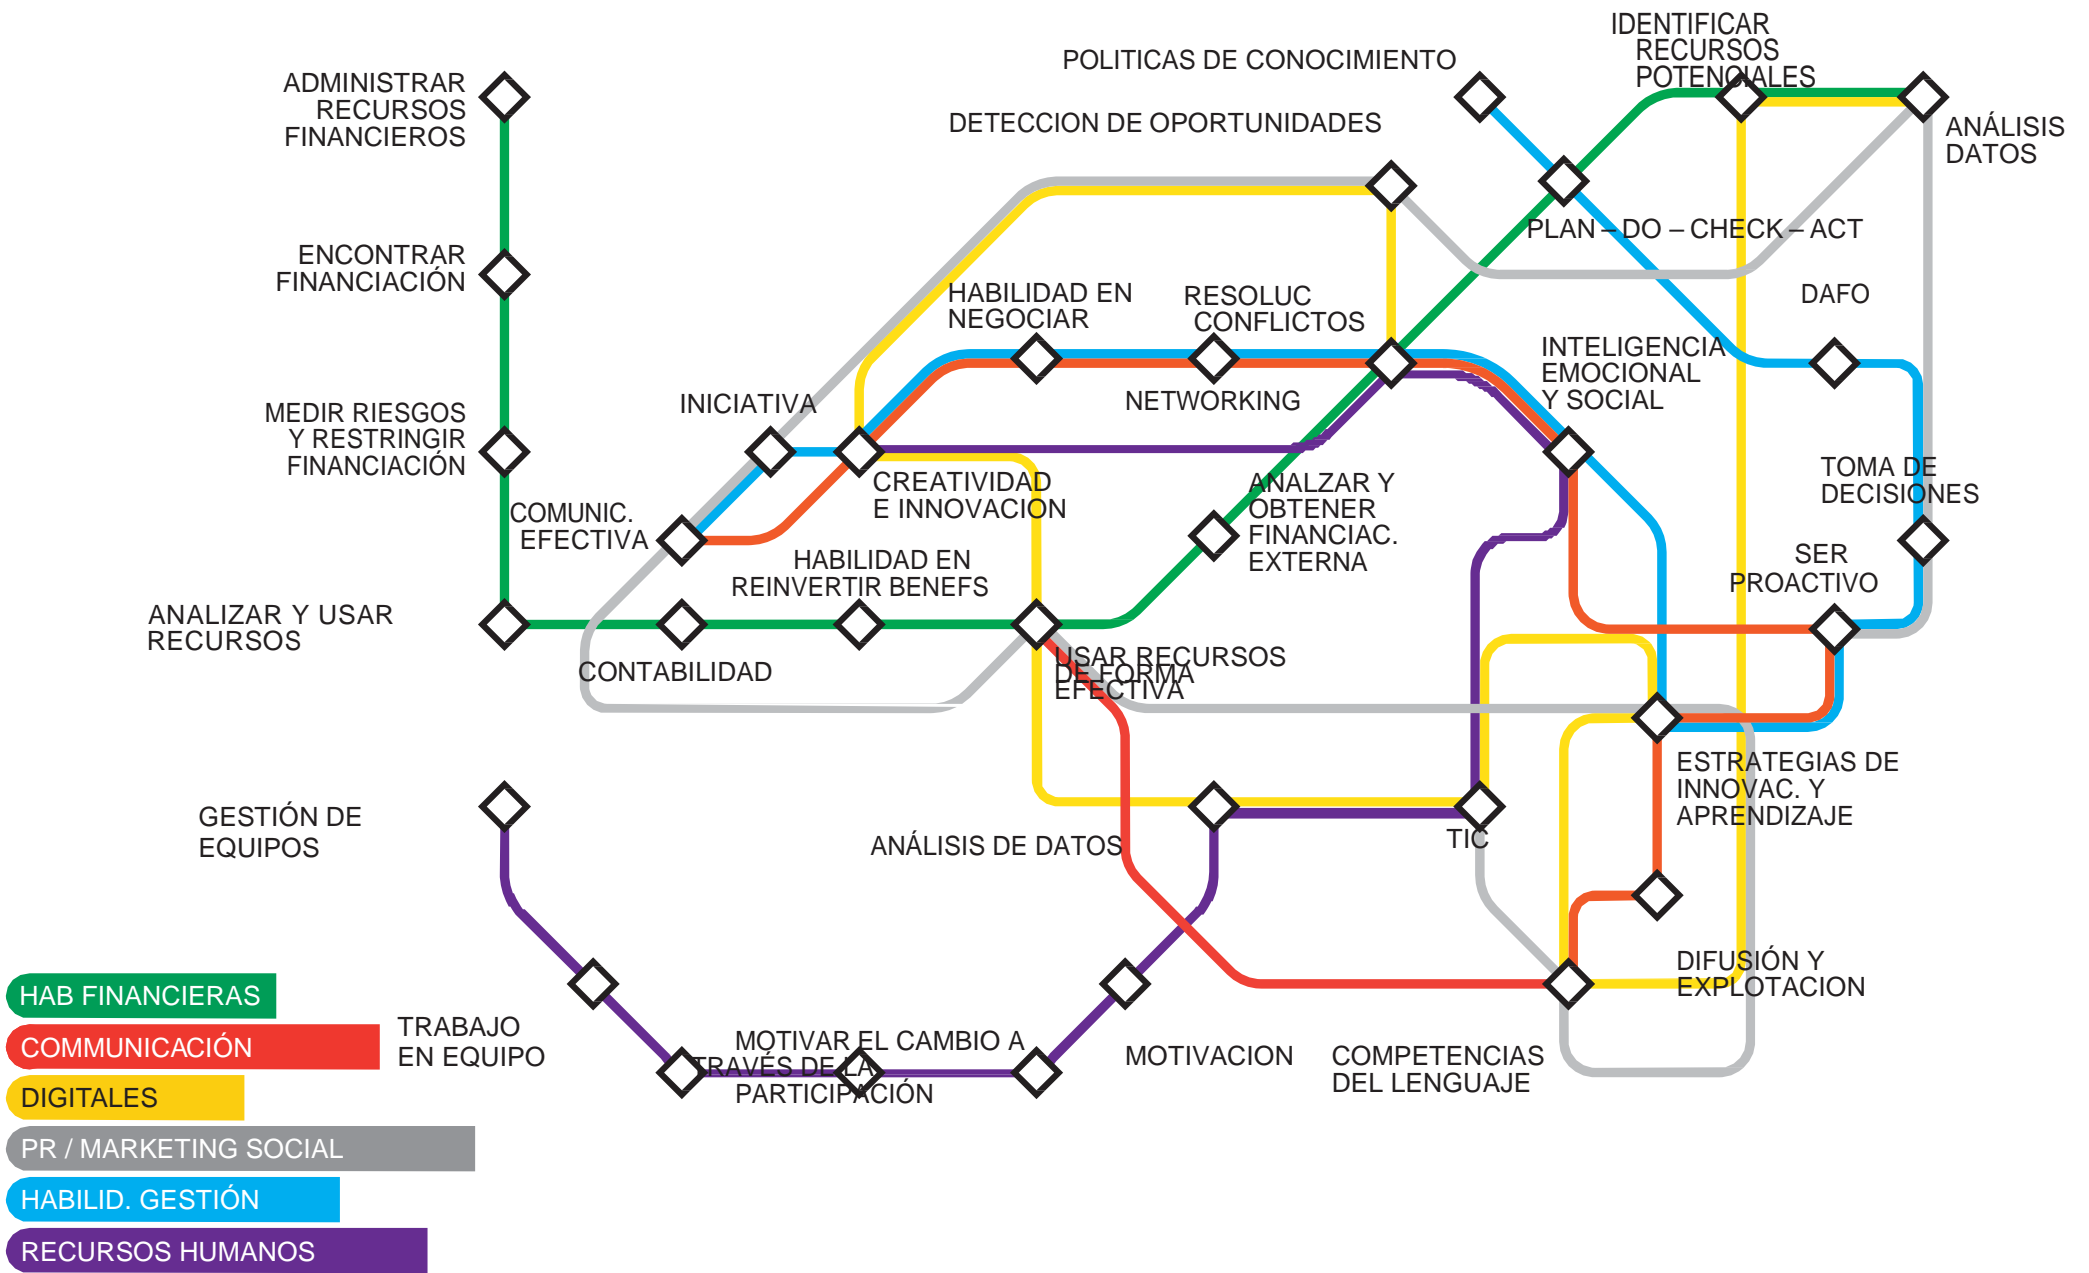 IDENTIFICAR
RECURSOS
POTENCIALES
POLITICAS DE CONOCIMIENTO
ADMINISTRAR
RECURSOS
FINANCIEROS
DETECCION DE OPORTUNIDADES
ANÁLISIS
DATOS
PLAN – DO – CHECK – ACT
ENCONTRAR
FINANCIACIÓN
HABILIDAD EN
NEGOCIAR
RESOLUC
CONFLICTOS
DAFO
INTELIGENCIA
EMOCIONAL
Y SOCIAL
NETWORKING
INICIATIVA
MEDIR RIESGOS
Y RESTRINGIR
FINANCIACIÓN
TOMA DE
DECISIONES
CREATIVIDAD
E INNOVACION
ANALZAR Y
OBTENER
FINANCIAC.
EXTERNA
COMUNIC.
EFECTIVA
HABILIDAD EN
REINVERTIR BENEFS
SER
PROACTIVO
ANALIZAR Y USAR
RECURSOS
CONTABILIDAD
USAR RECURSOS
DE FORMA
EFECTIVA
ESTRATEGIAS DE
INNOVAC. Y
APRENDIZAJE
GESTIÓN DE
EQUIPOS
ANÁLISIS DE DATOS
TIC
DIFUSIÓN Y
EXPLOTACION
TRABAJO
EN EQUIPO
MOTIVAR EL CAMBIO A
TRAVÉS DE LA
PARTICIPACIÓN
MOTIVACION
COMPETENCIAS
DEL LENGUAJE
HAB FINANCIERAS
COMMUNICACIÓN
DIGITALES
PR / MARKETING SOCIAL
HABILID. GESTIÓN
RECURSOS HUMANOS